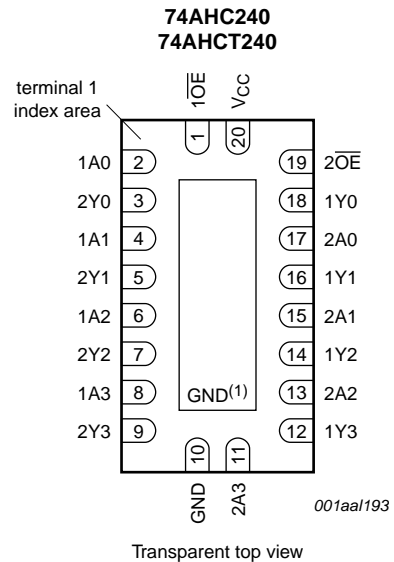 74AHC240
74AHCT240
terminal 1
index area
1O̅E̅
VCC
1
20
1A0 2 19 2O̅E̅
2Y0 3 18 1Y0
1A1 4 17 2A0
2Y1 5 16 1Y1
1A2 6 15 2A1
2Y2 7 14 1Y2
1A3 8 GND(1) 13 2A2
2Y3 9 12 1Y3
10
11
GND
2A3
001aal193
Transparent top view